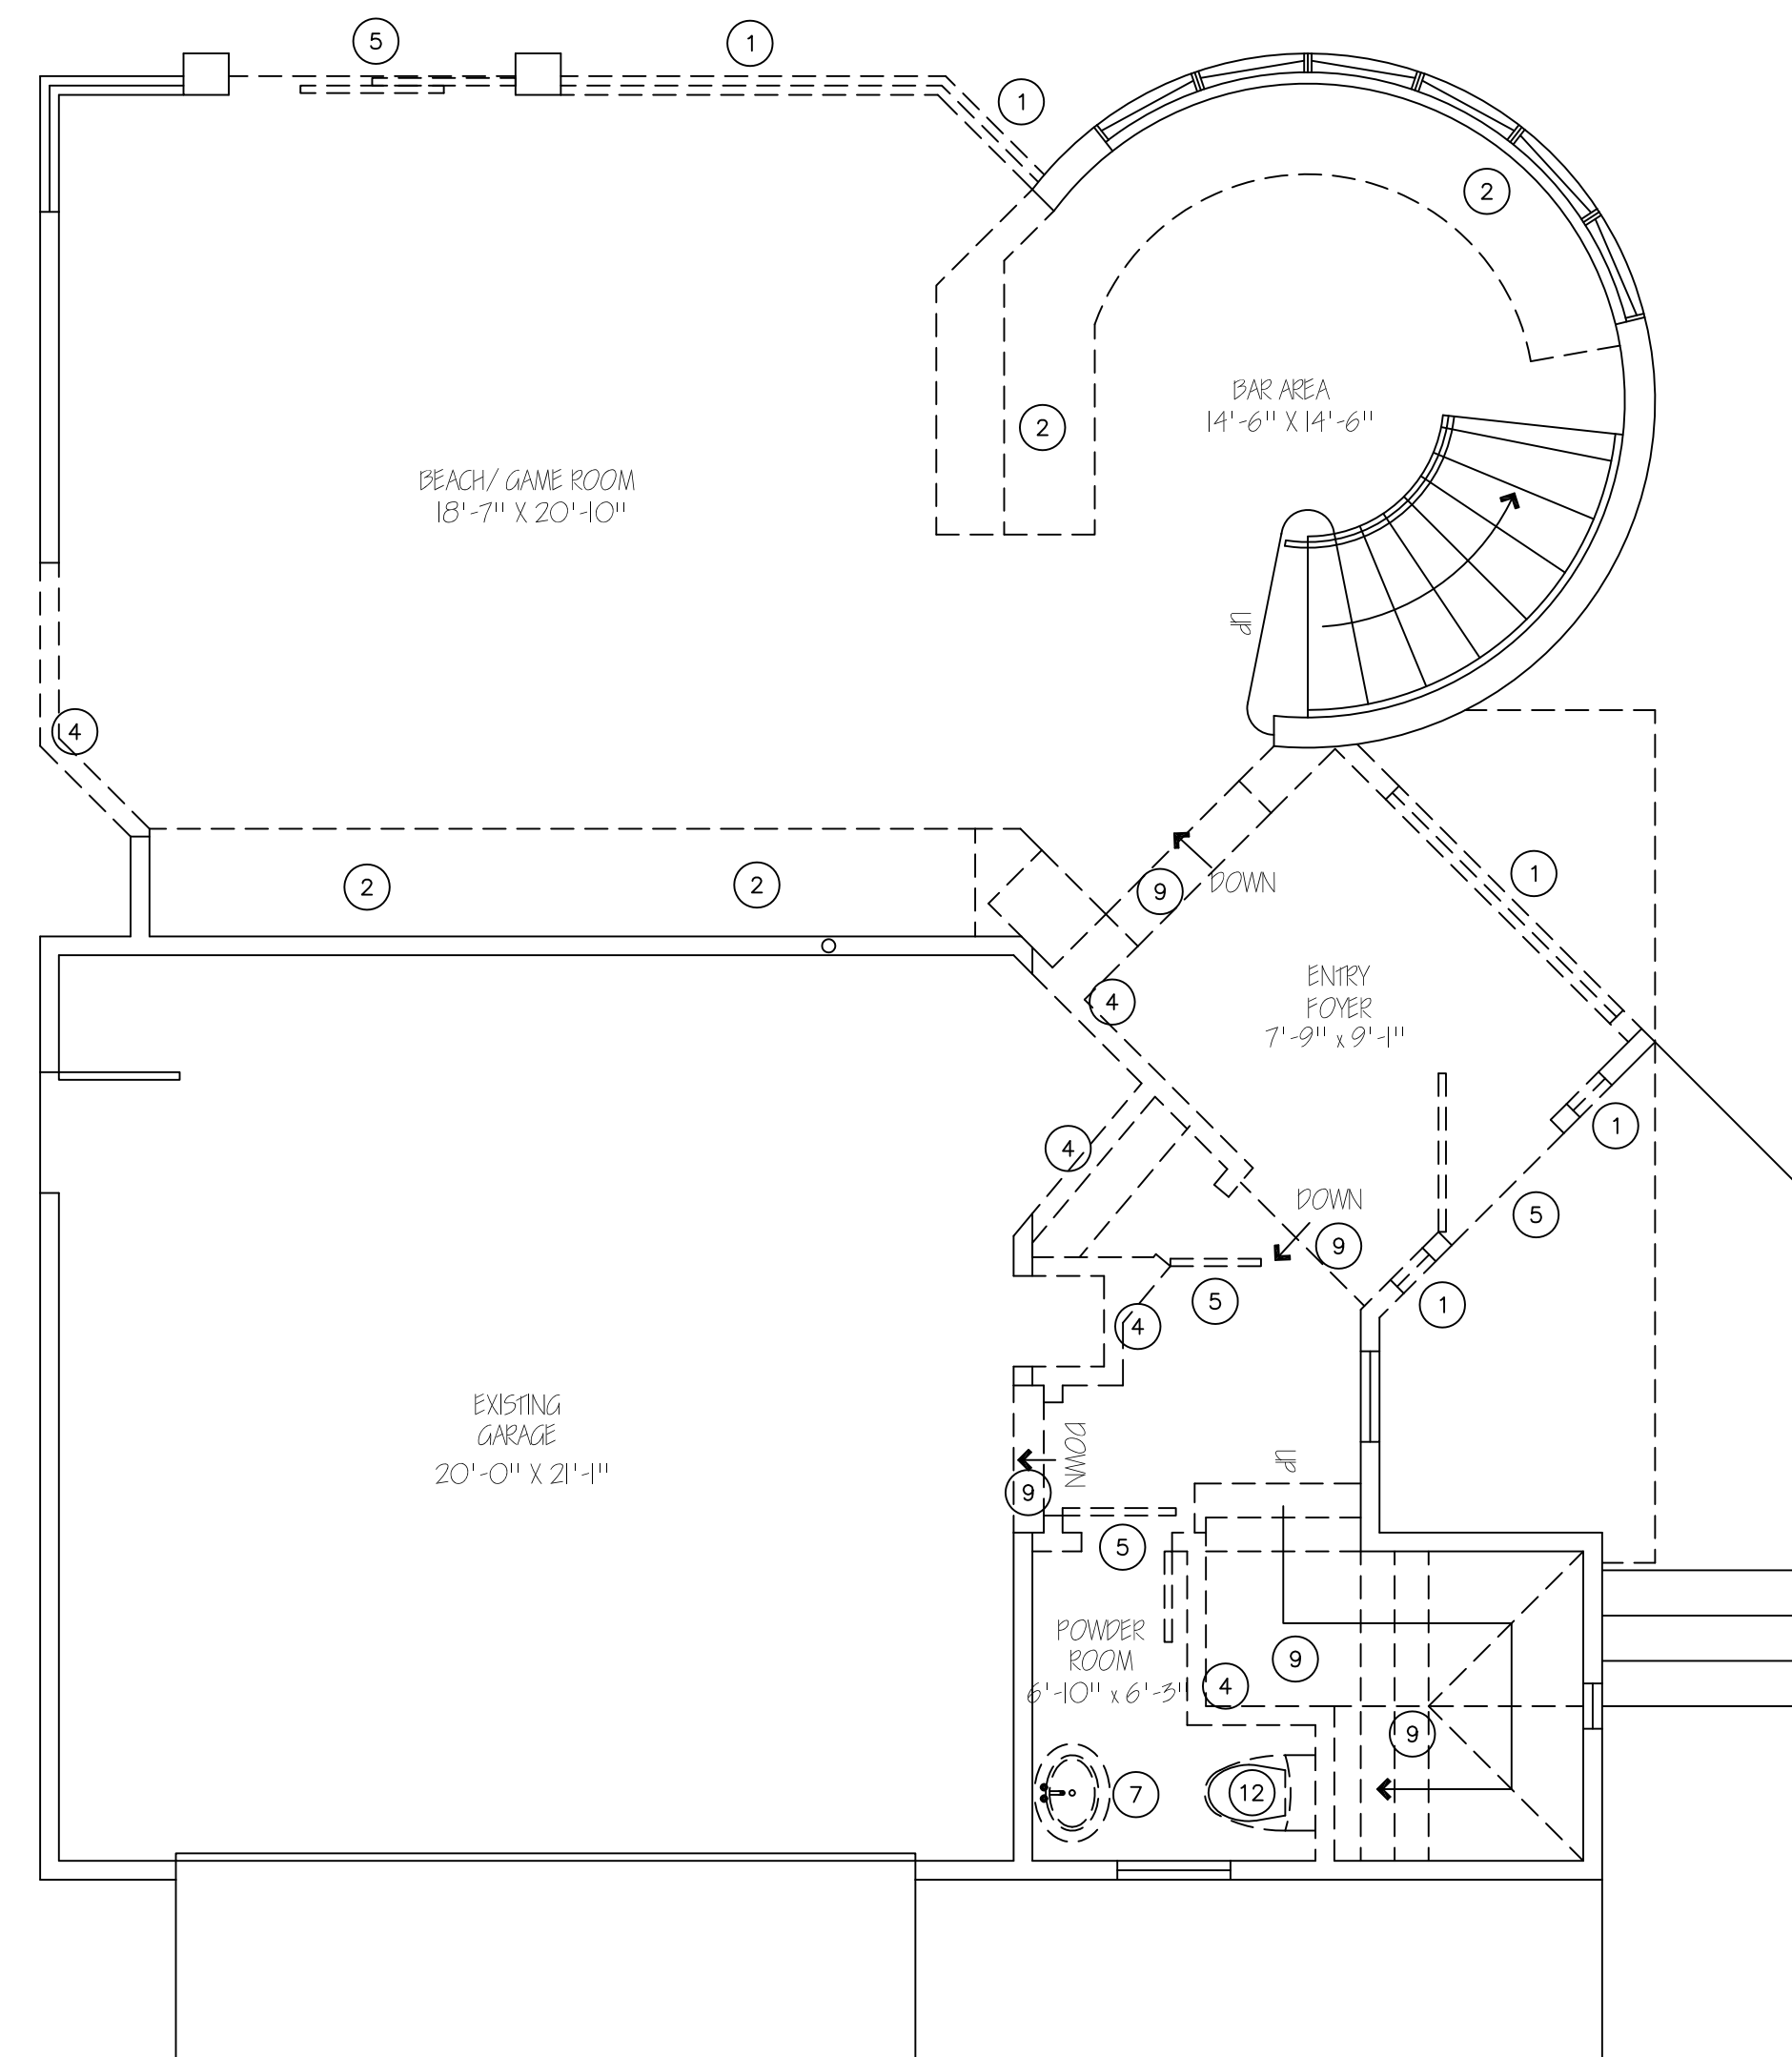 5
1
1
2
BAR AREA
14'-6" X 14'-6"
2
BEACH/ GAME ROOM
18'-7" X 20'-10"
UP
4
2
2
9
DOWN
1
4
ENTRY
FOYER
7'-9" x 9'-1"
1
4
DOWN
5
9
5
1
4
EXISTING
GARAGE
20'-0" X 21'-1"
DOWN
UP
9
5
POWDER
ROOM
6'-10" x 6'-3"
9
4
9
7
12